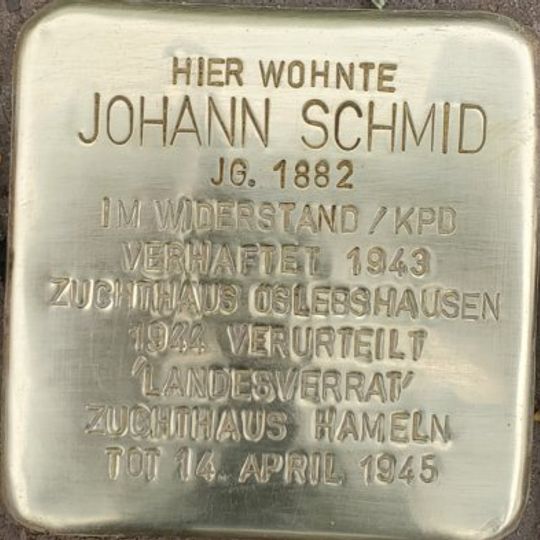 HIER WOHNTE
JOHANN SCHMID
JG. 1882
IM WIDERSTAND / KPD
VERHAFTET 1943
ZUCHTHAUS OSLEBSHAUSEN
1944 VERURTEILT
'LANDESVERRAT'
ZUCHTHAUS HAMELN
TOT 14. APRIL 1945